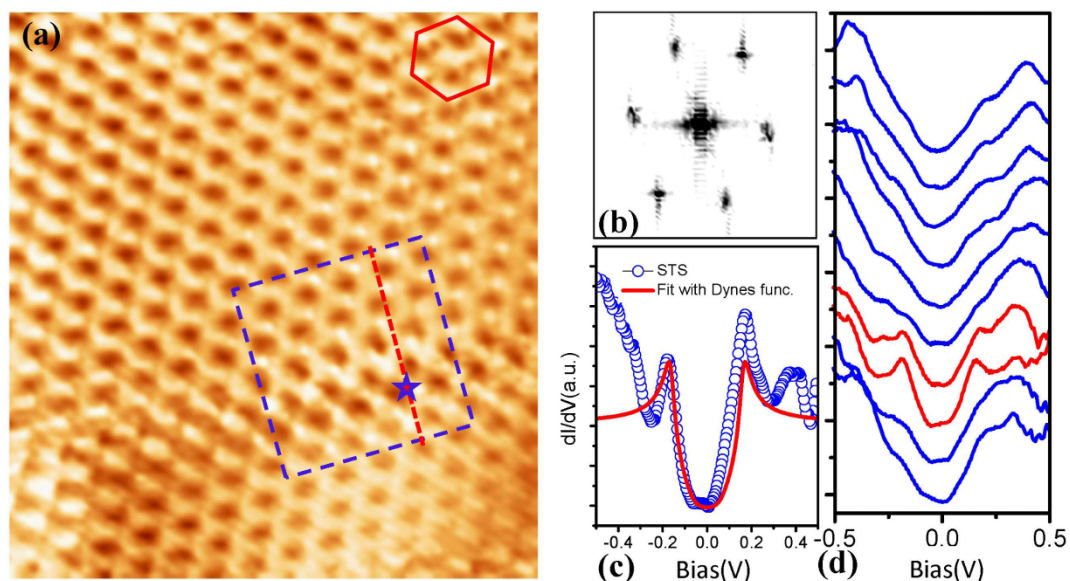 (a)
(b)
STS
Fit with Dynes func.
dI/dV(a.u.)
-0.4 -0.2 0.0 0.2 0.4
(c)
Bias(V)
-0.5 0.0 0.5
(d)
Bias(V)